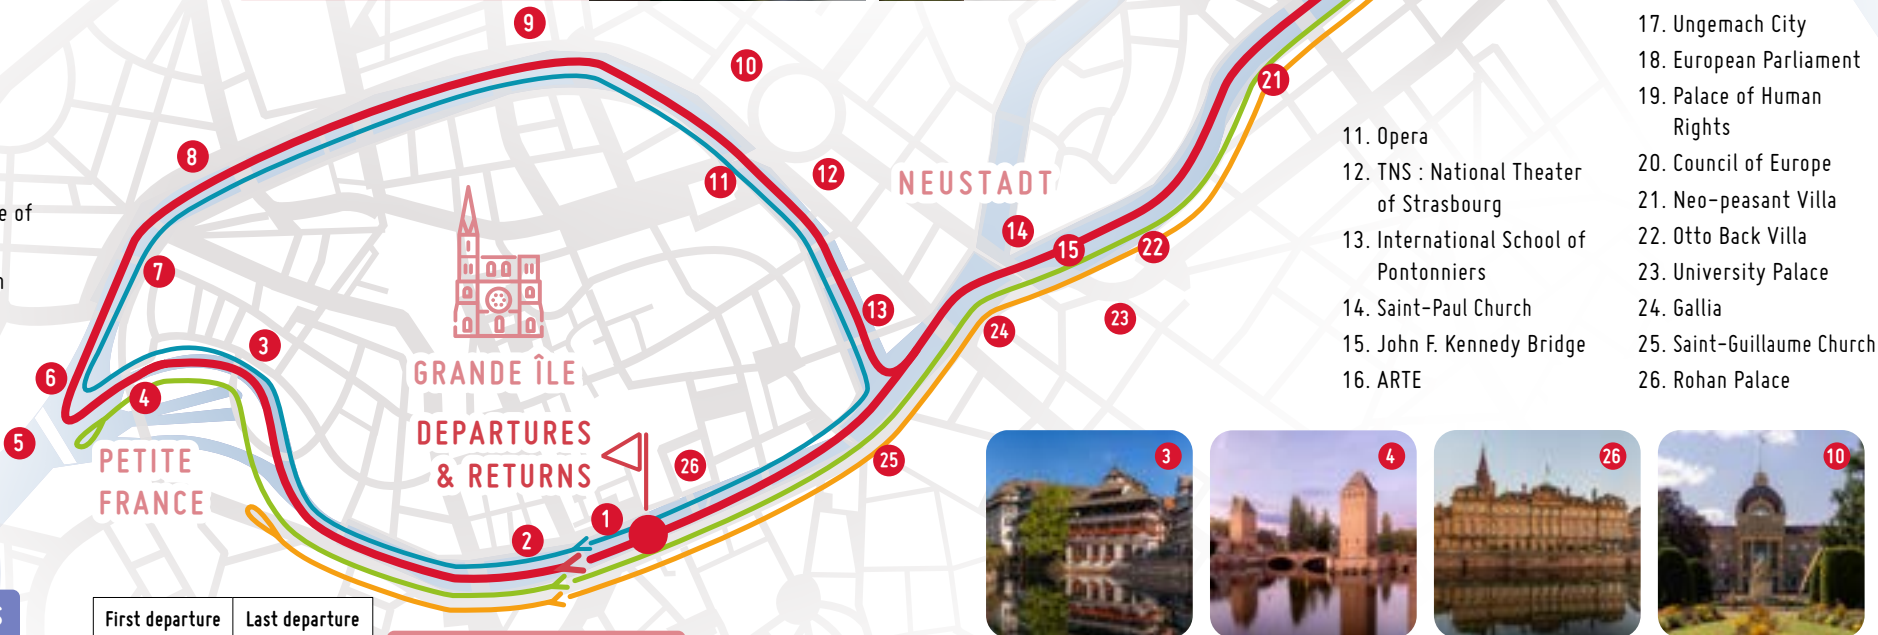 9
10
21
8
11
12
NEUSTADT
14
15
22
7
13
23
24
3
6
4
GRANDE ÎLE
5
DEPARTURES
& RETURNS
26
25
PETITE
FRANCE
1
2
First departure
Last departure
e of
S
11. Opera
12. TNS : National Theater
of Strasbourg
13. International School of
Pontonniers
14. Saint-Paul Church
15. John F. Kennedy Bridge
16. ARTE
17. Ungemach City
18. European Parliament
19. Palace of Human
Rights
20. Council of Europe
21. Neo-peasant Villa
22. Otto Back Villa
23. University Palace
24. Gallia
25. Saint-Guillaume Church
26. Rohan Palace
3
4
26
10